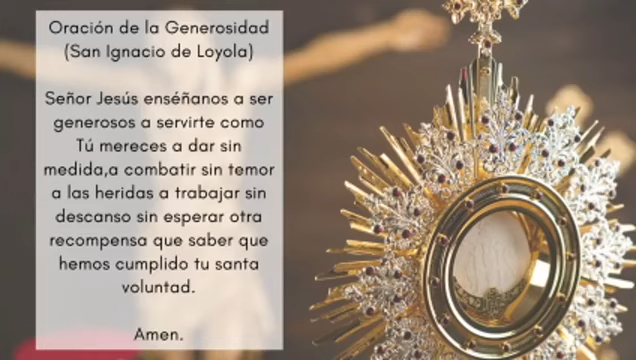 Oración de la Generosidad
(San Ignacio de Loyola)
Señor Jesús enséñanos a ser
generosos a servirte como
Tú mereces a dar sin
medida,a combatir sin temor
a las heridas a trabajar sin
descanso sin esperar otra
recompensa que saber que
hemos cumplido tu santa
voluntad.
Amen.